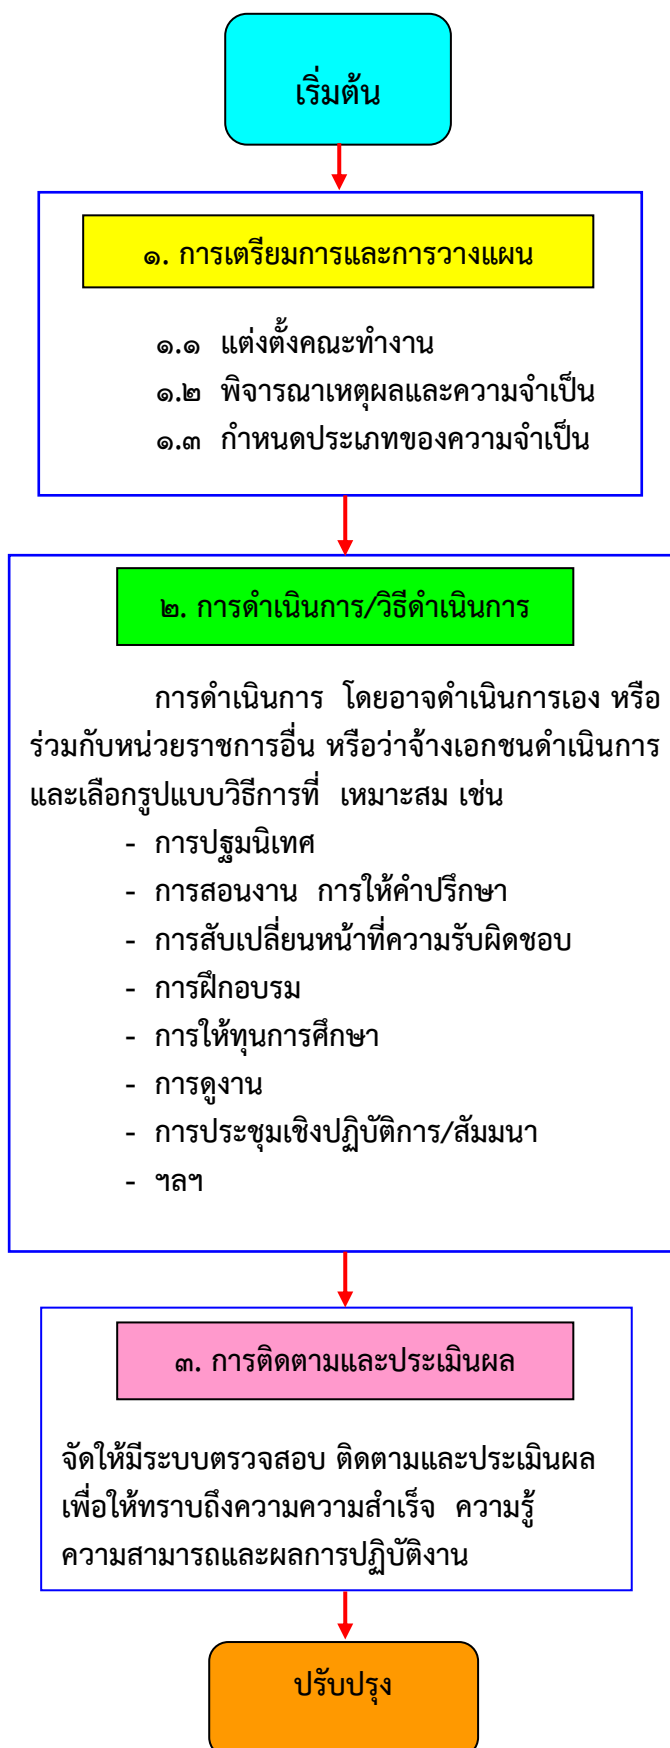 เริ่มต้น
๑. การเตรียมการและการวางแผน
๑.๑ แต่งตั้งคณะทำงาน
๑.๒ พิจารณาเหตุผลและความจำเป็น
๑.๓ กำหนดประเภทของความจำเป็น
๒. การดำเนินการ/วิธีดำเนินการ
การดำเนินการ โดยอาจดำเนินการเอง หรือ
ร่วมกับหน่วยราชการอื่น หรือว่าจ้างเอกชนดำเนินการ
และเลือกรูปแบบวิธีการที่ เหมาะสม เช่น
- การปฐมนิเทศ
- การสอนงาน การให้คำปรึกษา
- การสับเปลี่ยนหน้าที่ความรับผิดชอบ
- การฝึกอบรม
- การให้ทุนการศึกษา
- การดูงาน
- การประชุมเชิงปฏิบัติการ/สัมมนา
- ฯลฯ
๓. การติดตามและประเมินผล
จัดให้มีระบบตรวจสอบ ติดตามและประเมินผล
เพื่อให้ทราบถึงความความสำเร็จ ความรู้
ความสามารถและผลการปฏิบัติงาน
ปรับปรุง